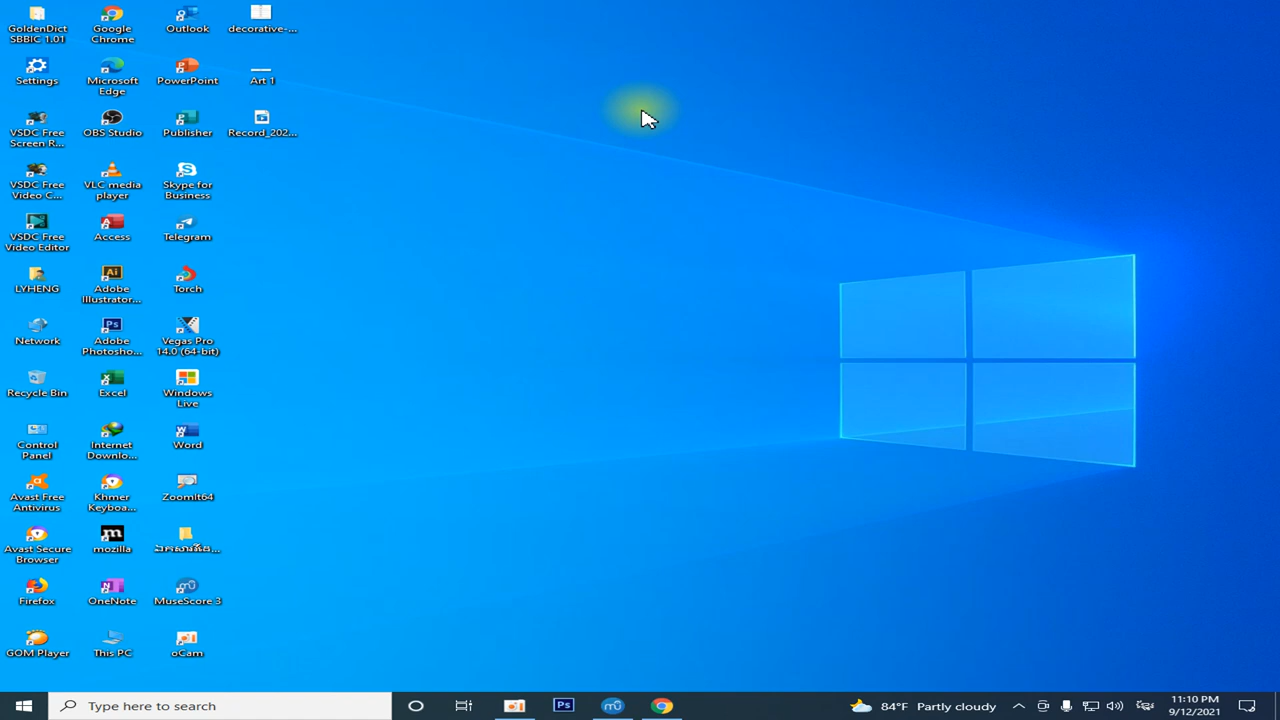 GoldenDict
SBBIC 1.01
Google
Chrome
Outlook
decorative-...
Settings
Microsoft
Edge
PowerPoint
Art 1
VSDC Free
Screen R...
OBS Studio
Publisher
Record_202...
VSDC Free
Video C...
VLC media
player
Skype for
Business
VSDC Free
Video Editor
Access
Telegram
LYHENG
Adobe
Illustrator...
Torch
Network
Adobe
Photosho...
Vegas Pro
14.0 (64-bit)
Recycle Bin
Excel
Windows
Live
Control
Panel
Internet
Downlo...
Word
Avast Free
Antivirus
Khmer
Keyboa...
ZoomIt64
Avast Secure
Browser
mozilla
Firefox
OneNote
MuseScore 3
GOM Player
This PC
oCam
Type here to search
84°F Partly cloudy
11:10 PM
9/12/2021